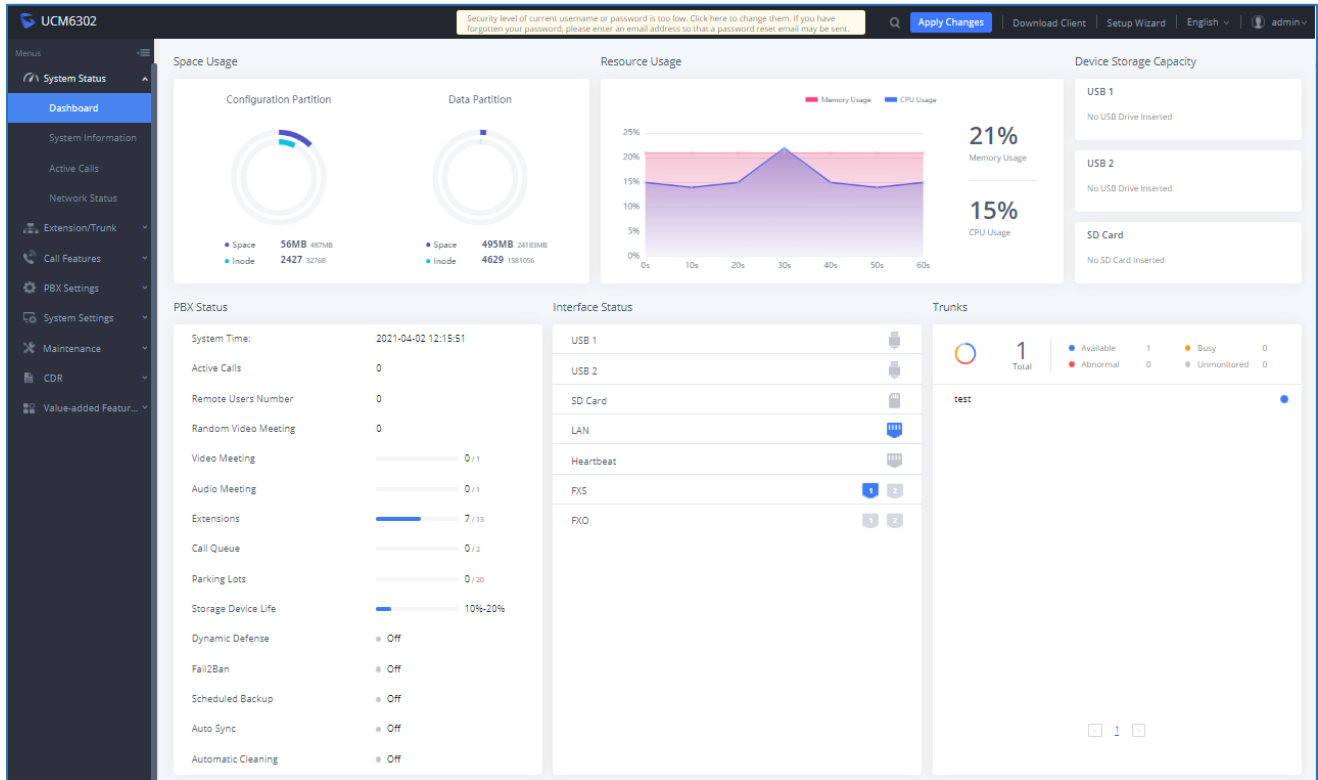 UCM6302
Security level of current username or password is too low. Click here to change them. If you have
forgotten your password, please enter an email address so that a password reset email may be sent.
Apply Changes
Download Client
Setup Wizard
English
admin
Menus
System Status
Dashboard
System Information
Active Calls
Network Status
Extension/Trunk
Call Features
PBX Settings
System Settings
Maintenance
CDR
Value-added Featur...
Space Usage
Configuration Partition
Data Partition
Space 56MB 487MB
Inode 2427 32768
Space 495MB 24183MB
Inode 4629 1581056
Resource Usage
Memory Usage CPU Usage
25%
20%
15%
10%
5%
0%
0s 10s 20s 30s 40s 50s 60s
21%
Memory Usage
15%
CPU Usage
Device Storage Capacity
USB 1
No USB Drive Inserted
USB 2
No USB Drive Inserted
SD Card
No SD Card Inserted
PBX Status
System Time: 2021-04-02 12:15:51
Active Calls 0
Remote Users Number 0
Random Video Meeting 0
Video Meeting 0 / 1
Audio Meeting 0 / 1
Extensions 7 / 13
Call Queue 0 / 2
Parking Lots 0 / 20
Storage Device Life 10%-20%
Dynamic Defense Off
Fail2Ban Off
Scheduled Backup Off
Auto Sync Off
Automatic Cleaning Off
Interface Status
USB 1
USB 2
SD Card
LAN
Heartbeat
FXS 1 2
FXO 1 2
Trunks
1
Total
Available 1 Busy 0
Abnormal 0 Unmonitored 0
test
1